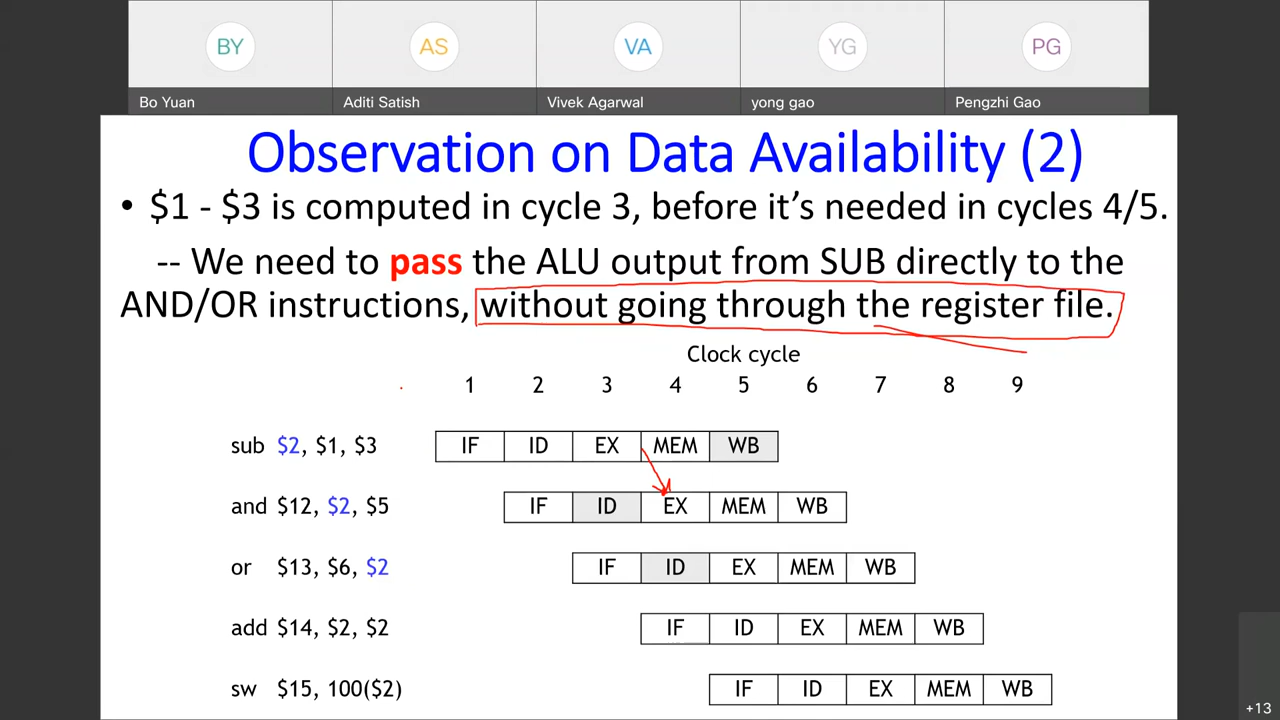 BY AS VA YG PG
Bo Yuan Aditi Satish Vivek Agarwal yong gao Pengzhi Gao
Observation on Data Availability (2)
• $1 - $3 is computed in cycle 3, before it’s needed in cycles 4/5.
-- We need to pass the ALU output from SUB directly to the
AND/OR instructions, without going through the register file.
Clock cycle
1 2 3 4 5 6 7 8 9
sub $2, $1, $3 IF ID EX MEM WB
and $12, $2, $5 IF ID EX MEM WB
or $13, $6, $2 IF ID EX MEM WB
add $14, $2, $2 IF ID EX MEM WB
sw $15, 100($2) IF ID EX MEM WB
+13